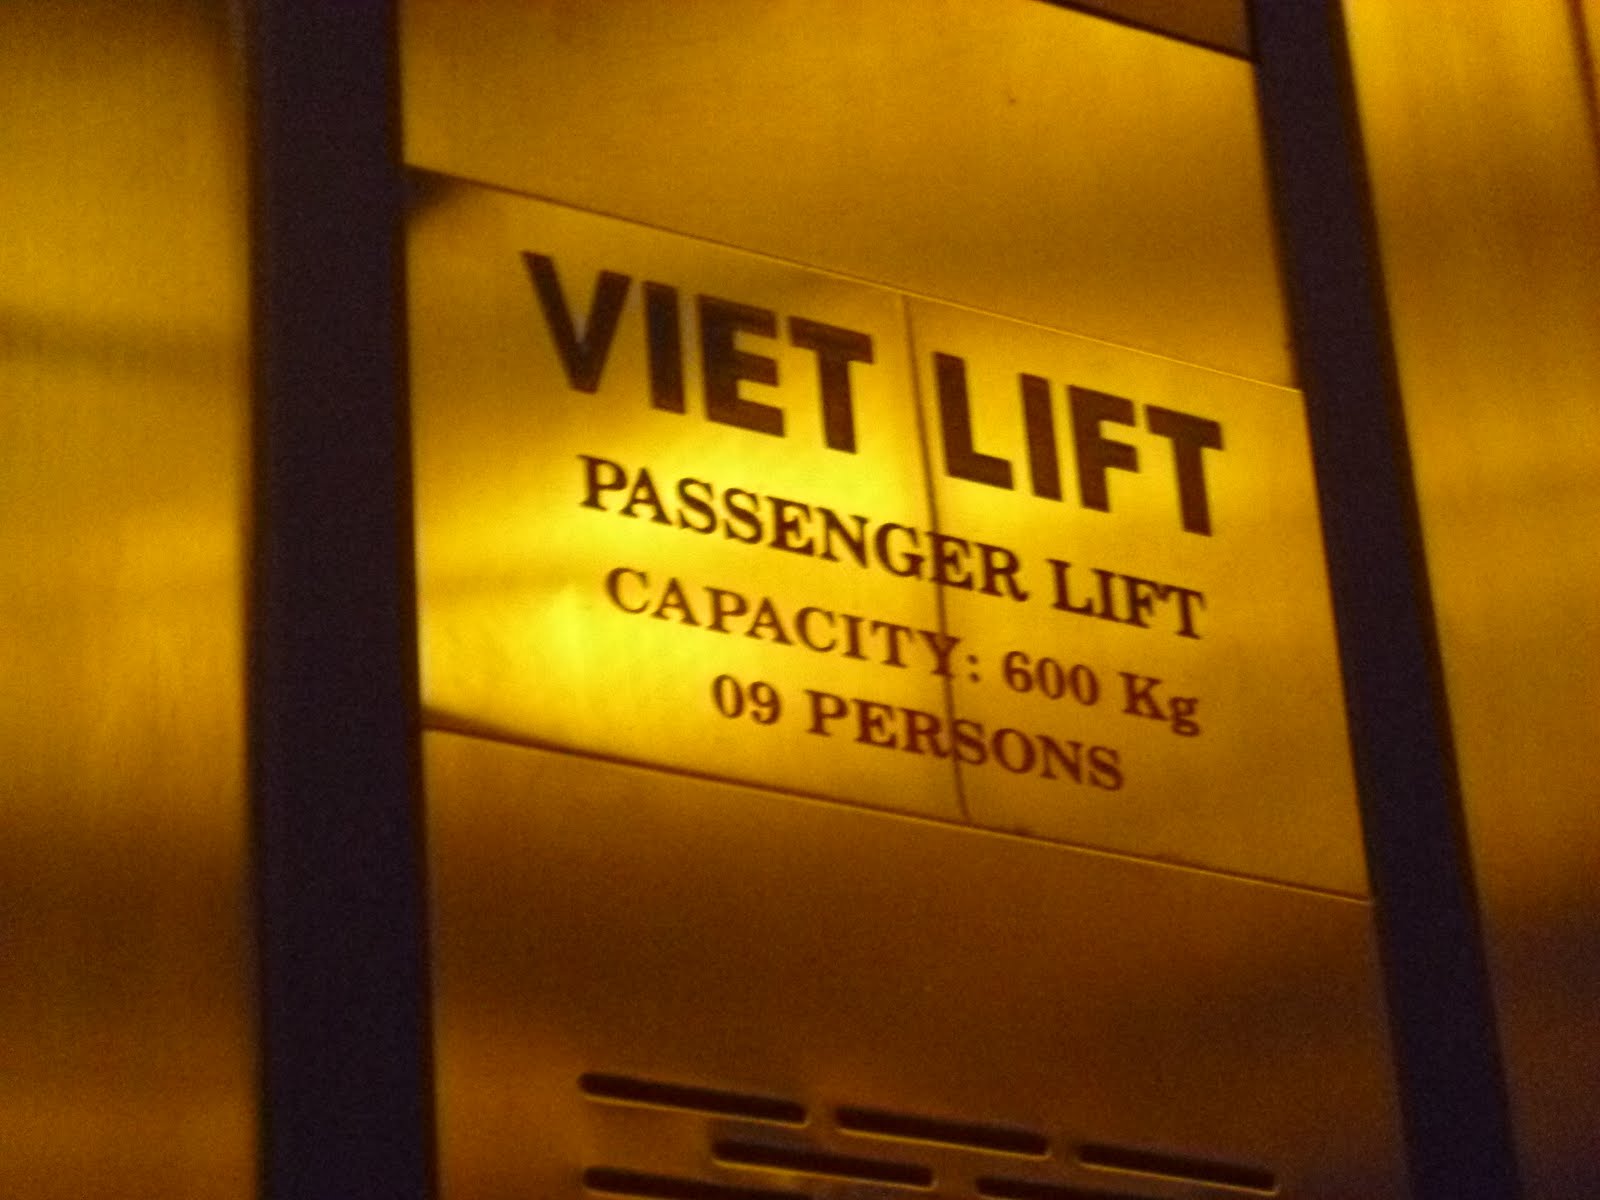 VIET LIFT
PASSENGER LIFT
CAPACITY: 600 Kg
09 PERSONS